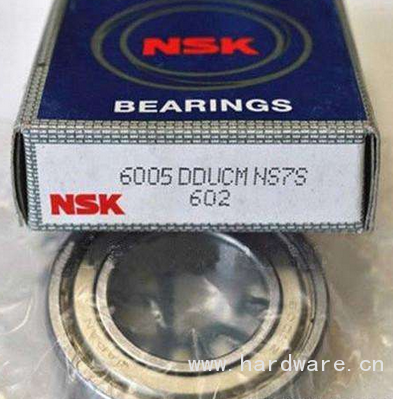 NSK
BEARINGS
6005 DDUCM NS7S
602
NSK
www.hardware.cn